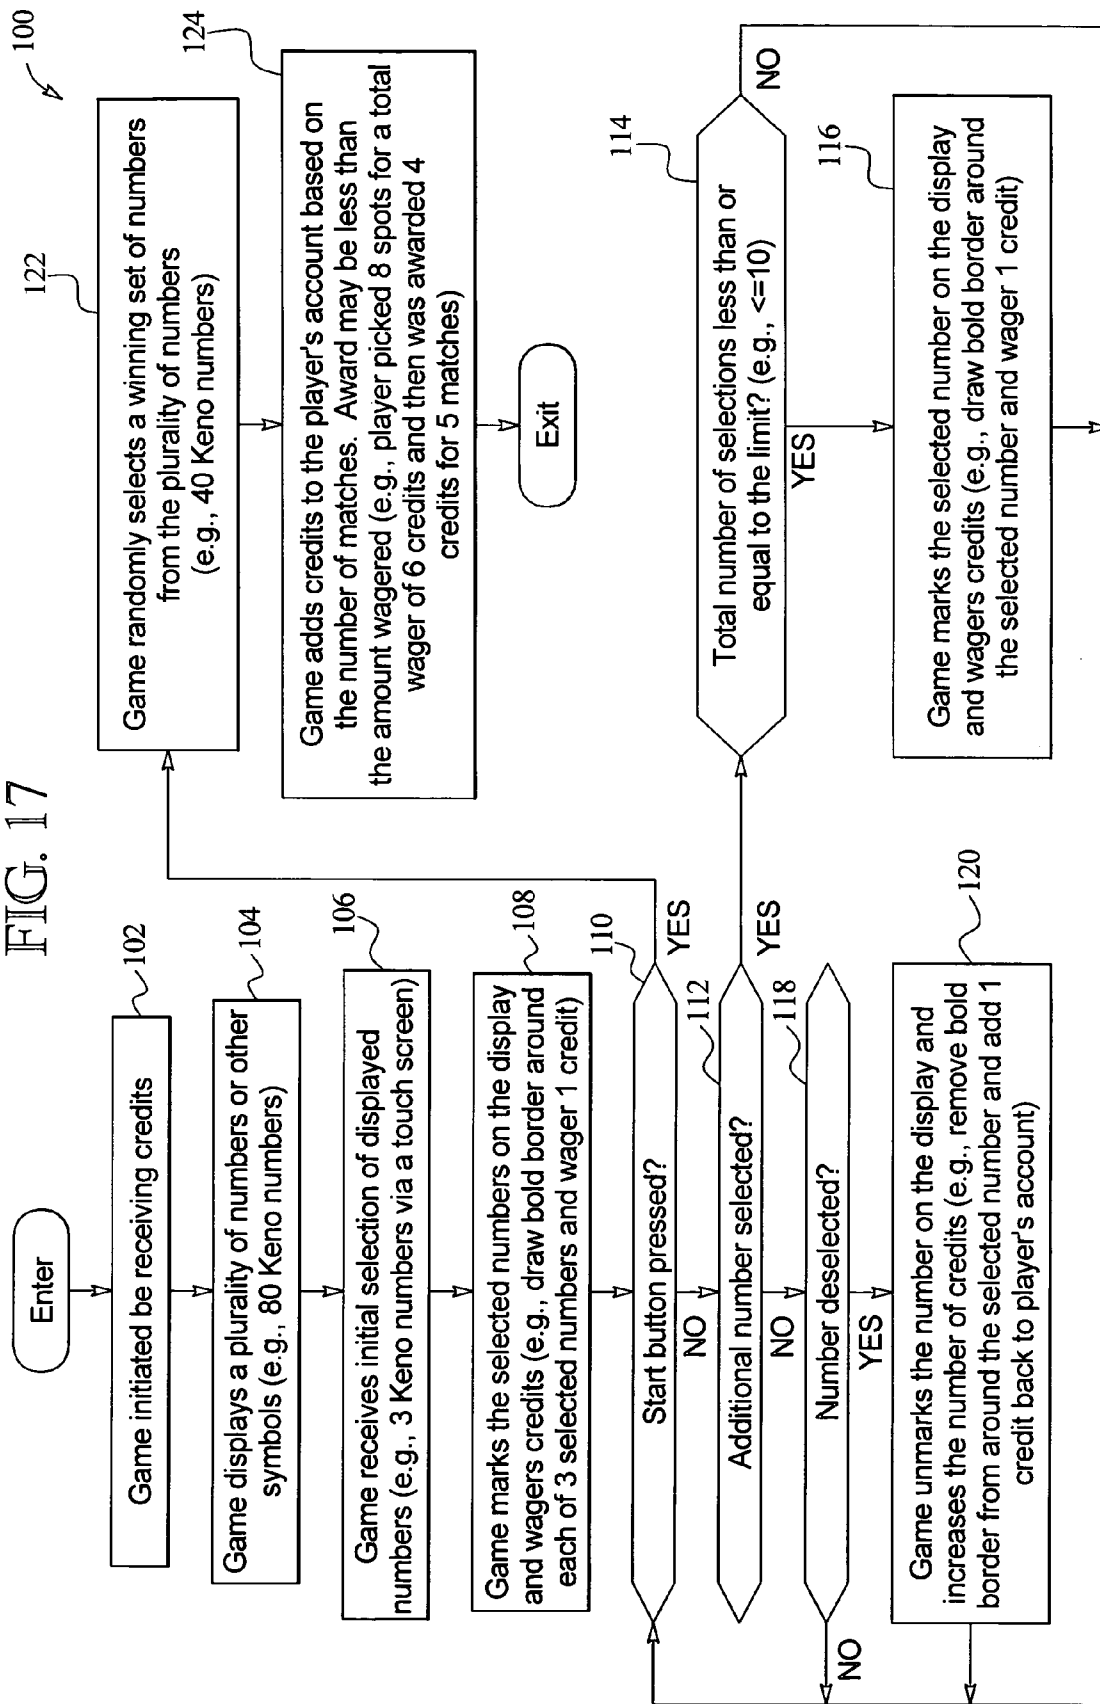 FIG. 17
100
Enter
102
Game initiated be receiving credits
104
Game displays a plurality of numbers or other
symbols (e.g., 80 Keno numbers)
106
Game receives initial selection of displayed
numbers (e.g., 3 Keno numbers via a touch screen)
108
Game marks the selected numbers on the display
and wagers credits (e.g., draw bold border around
each of 3 selected numbers and wager 1 credit)
110
Start button pressed?
YES
NO
112
Additional number selected?
YES
NO
118
Number deselected?
NO
YES
120
Game unmarks the number on the display and
increases the number of credits (e.g., remove bold
border from around the selected number and add 1
credit back to player's account)
122
Game randomly selects a winning set of numbers
from the plurality of numbers
(e.g., 40 Keno numbers)
124
Game adds credits to the player's account based on
the number of matches. Award may be less than
the amount wagered (e.g., player picked 8 spots for a total
wager of 6 credits and then was awarded 4
credits for 5 matches)
Exit
114
Total number of selections less than or
equal to the limit? (e.g., <=10)
NO
YES
116
Game marks the selected number on the display
and wagers credits (e.g., draw bold border around
the selected number and wager 1 credit)